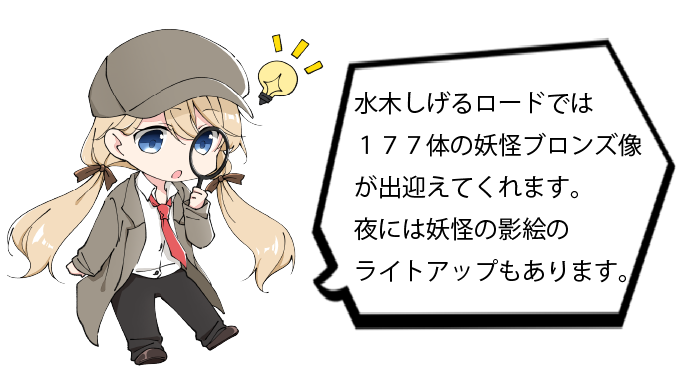 水木しげるロードでは
１７７体の妖怪ブロンズ像
が出迎えてくれます。
夜には妖怪の影絵の
ライトアップもあります。